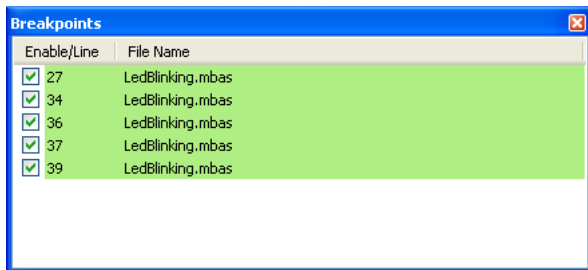 Breakpoints
Enable/Line File Name
27 LedBlinking.mbas
34 LedBlinking.mbas
36 LedBlinking.mbas
37 LedBlinking.mbas
39 LedBlinking.mbas